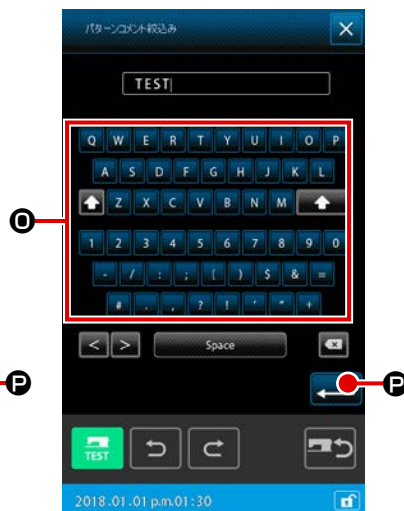 パターンコメント絞込み
TEST
Q W E R T Y U I O P
A S D F G H J K L
O
Z X C V B N M
1 2 3 4 5 6 7 8 9 0
- / : ; ( ) $ & =
# . , ? ! ' " +
< > Space
P P
TEST
2018.01.01 p.m.01:30